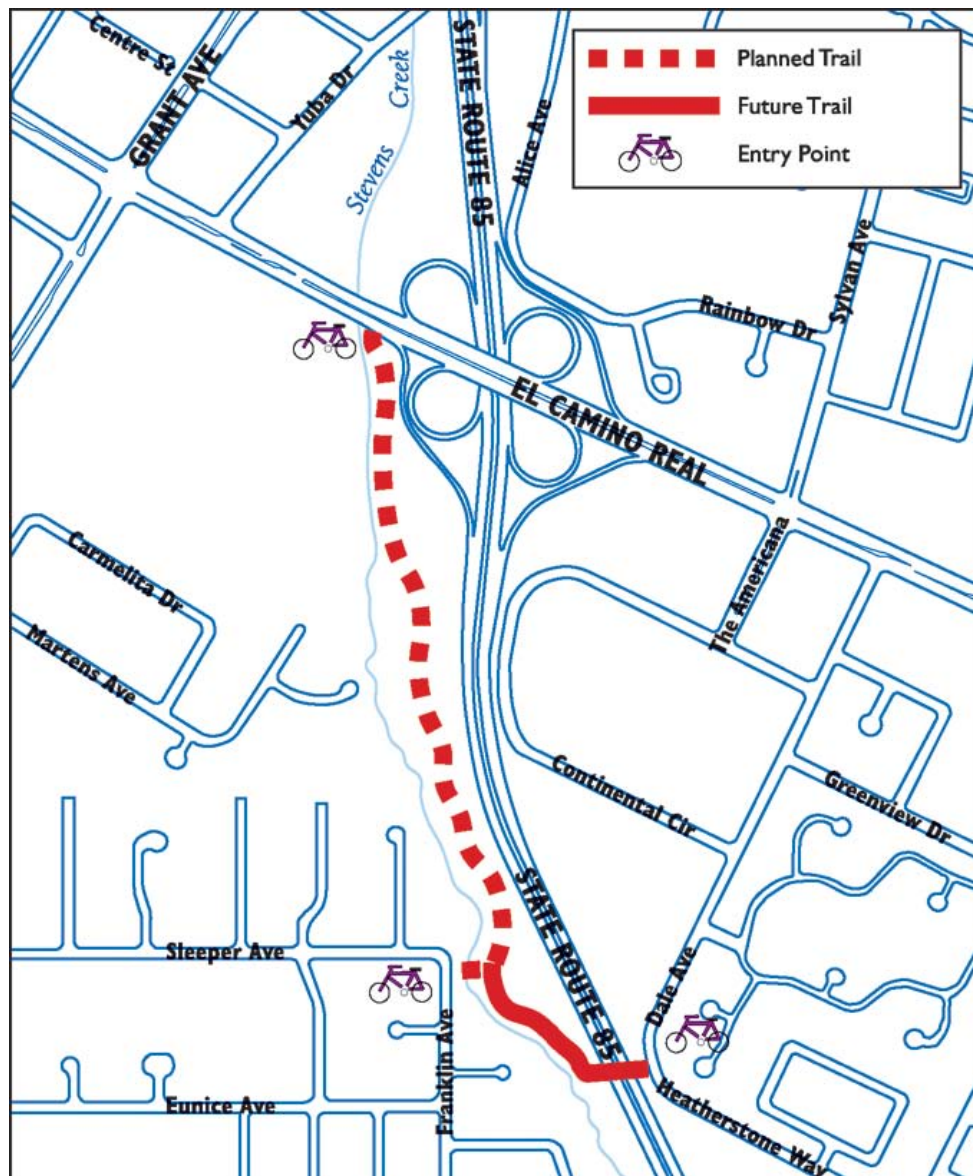 Centre St
GRANT AVE
Yuba Dr
Stevens Creek
STATE ROUTE 85
Alice Ave
Planned Trail
Future Trail
Entry Point
Sylvan Ave
Rainbow Dr
EL CAMINO REAL
Carmelita Dr
Martens Ave
The Americana
Continental Cir
Greenview Dr
STATE ROUTE 85
Sleeper Ave
Dale Ave
Franklin Ave
Eunice Ave
Heatherstone Way